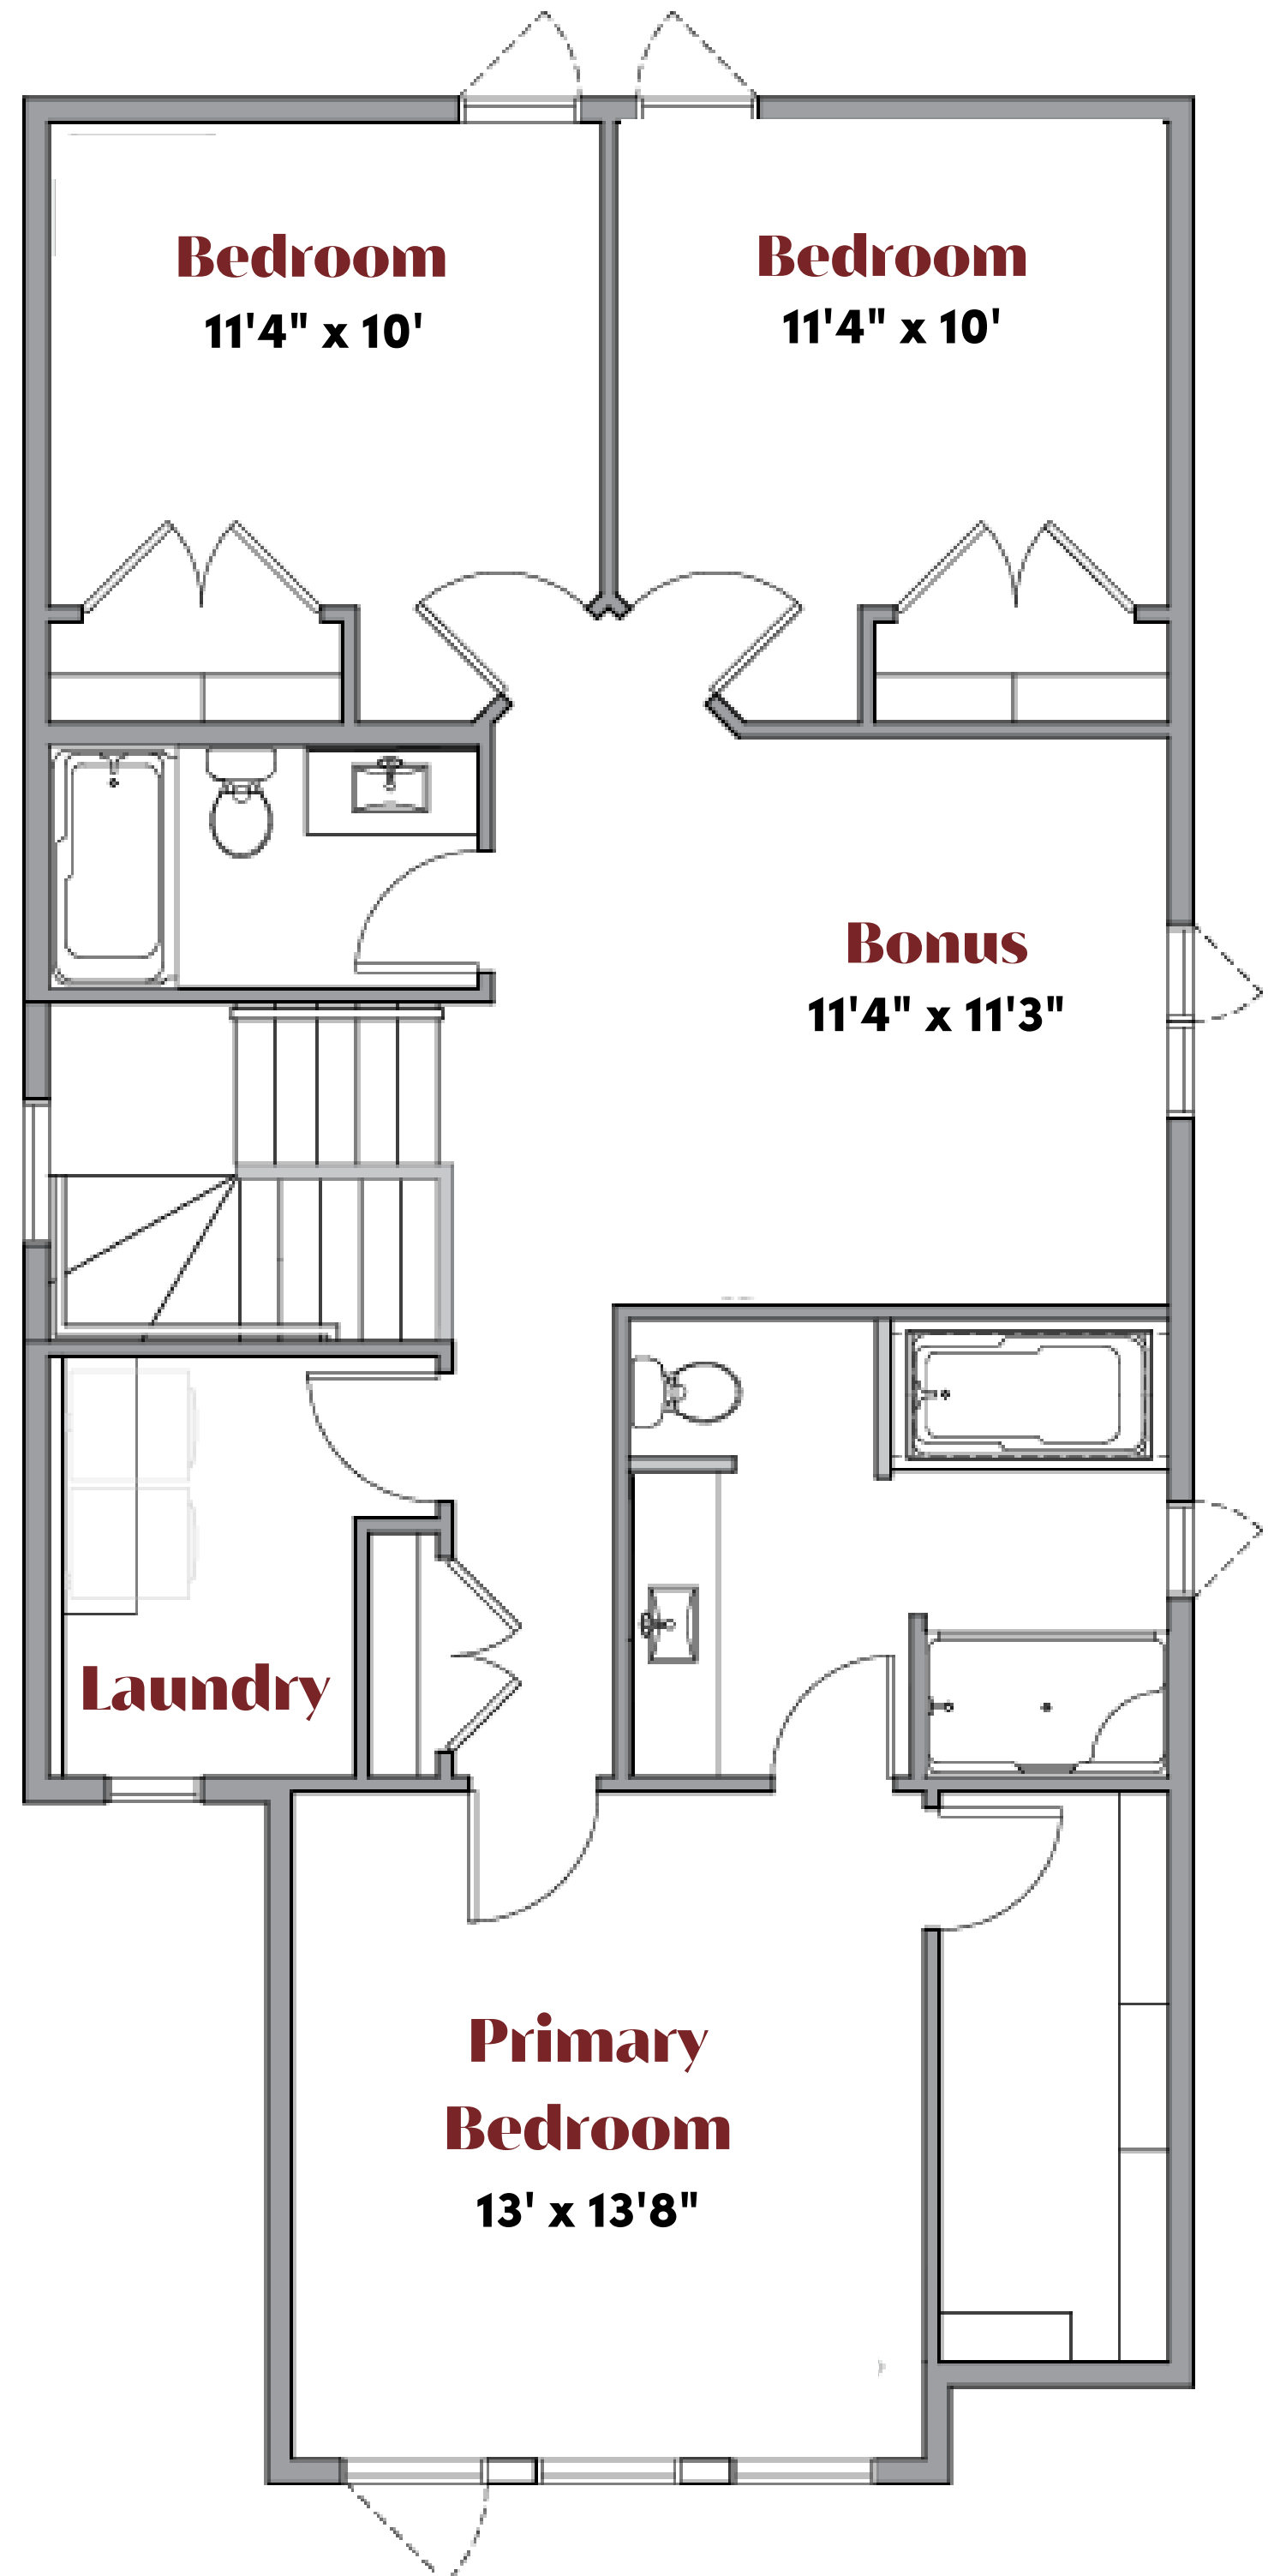 Bedroom
11'4" x 10'
Bedroom
11'4" x 10'
Bonus
11'4" x 11'3"
Laundry
Primary
Bedroom
13' x 13'8"